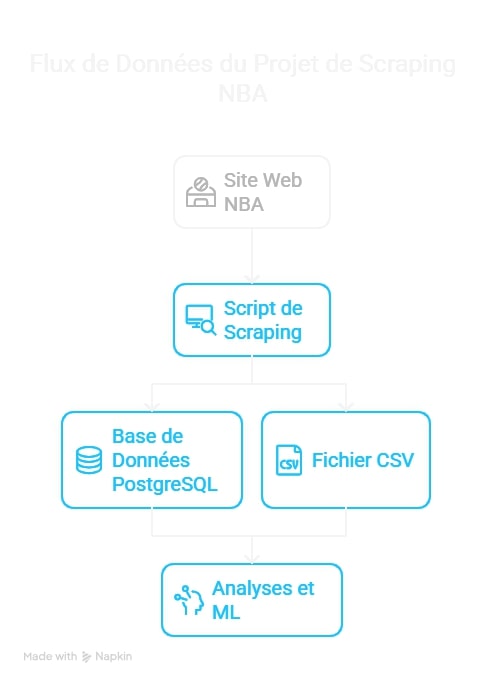 Flux de Données du Projet de Scraping
NBA
Site Web
NBA
Script de
Scraping
Base de
Données
PostgreSQL
CSV
Fichier CSV
Analyses et
ML
Made with Napkin